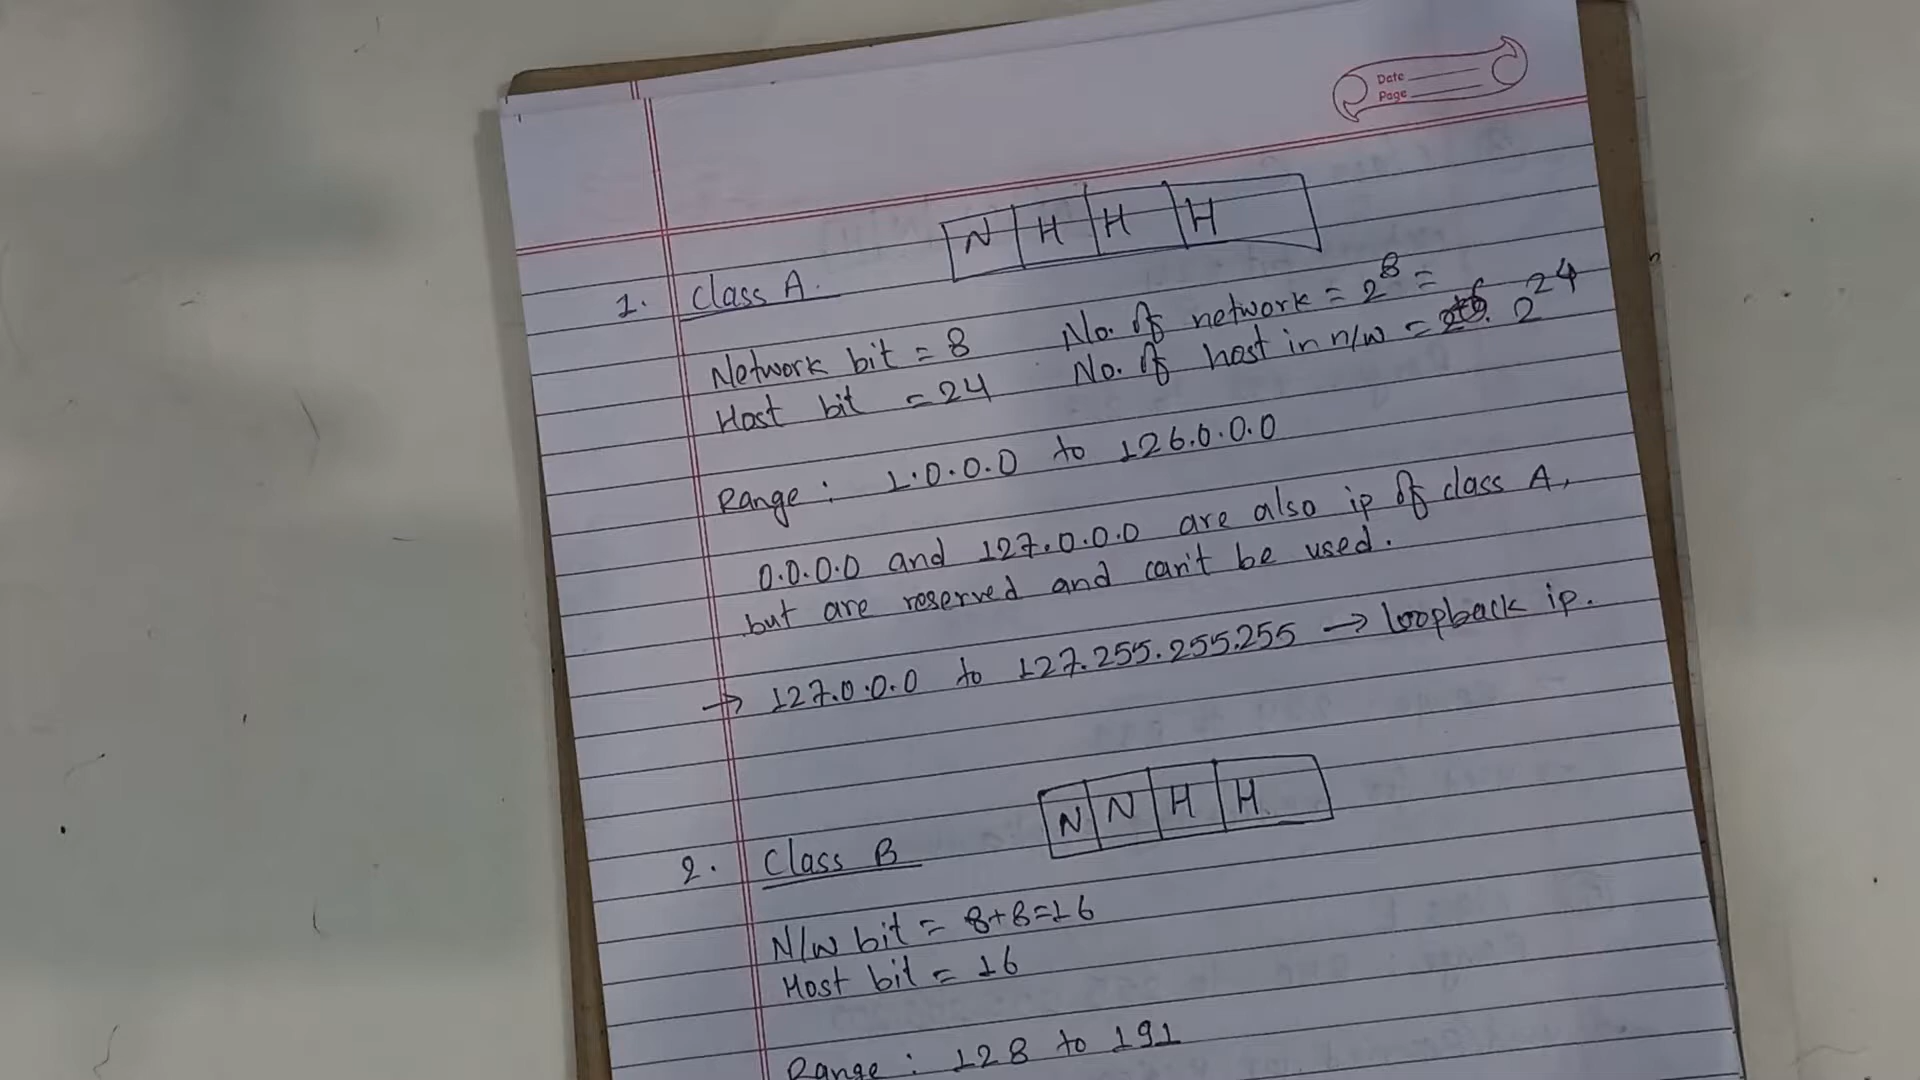 Date
Page
N H H H
1. Class A.
Network bit = 8 No. of network = 2^8 =
Host bit = 24 No. of host in n/w = 2^24
Range : 1.0.0.0 to 126.0.0.0
0.0.0.0 and 127.0.0.0 are also ip of class A,
but are reserved and can't be used.
→ 127.0.0.0 to 127.255.255.255 → loopback ip.
N N H H
2. Class B
N/w bit = 8+8=16
Host bit = 16
Range : 128 to 191